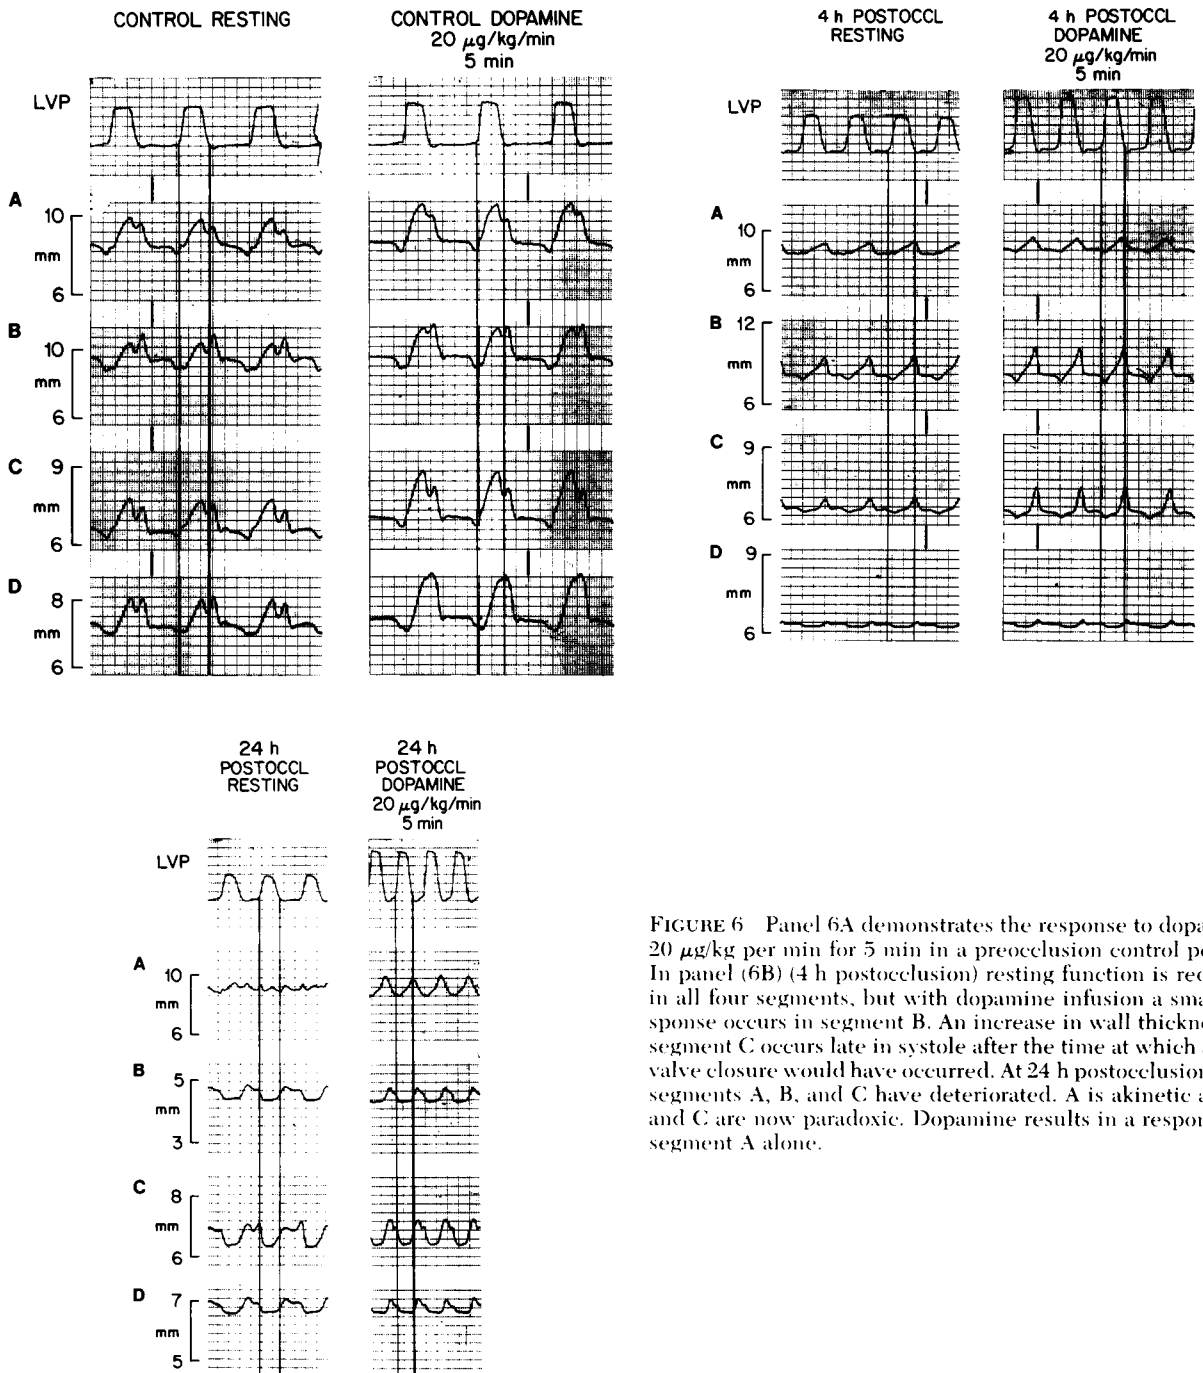 CONTROL RESTING
CONTROL DOPAMINE
20 µg/kg/min
5 min
LVP
A
10
mm
6
B
10
mm
6
C
9
mm
6
D
8
mm
6
4 h POSTOCCL
RESTING
4 h POSTOCCL
DOPAMINE
20 µg/kg/min
5 min
LVP
A
10
mm
6
B
12
mm
6
C
9
mm
6
D
9
mm
6
24 h
POSTOCCL
RESTING
24 h
POSTOCCL
DOPAMINE
20 µg/kg/min
5 min
LVP
A
10
mm
6
B
5
mm
3
C
8
mm
6
D
7
mm
5
FIGURE 6 Panel 6A demonstrates the response to dopa
20 µg/kg per min for 5 min in a preocclusion control pe
In panel (6B) (4 h postocclusion) resting function is rec
in all four segments, but with dopamine infusion a sma
sponse occurs in segment B. An increase in wall thickne
segment C occurs late in systole after the time at which
valve closure would have occurred. At 24 h postocclusion
segments A, B, and C have deteriorated. A is akinetic a
and C are now paradoxic. Dopamine results in a respon
segment A alone.